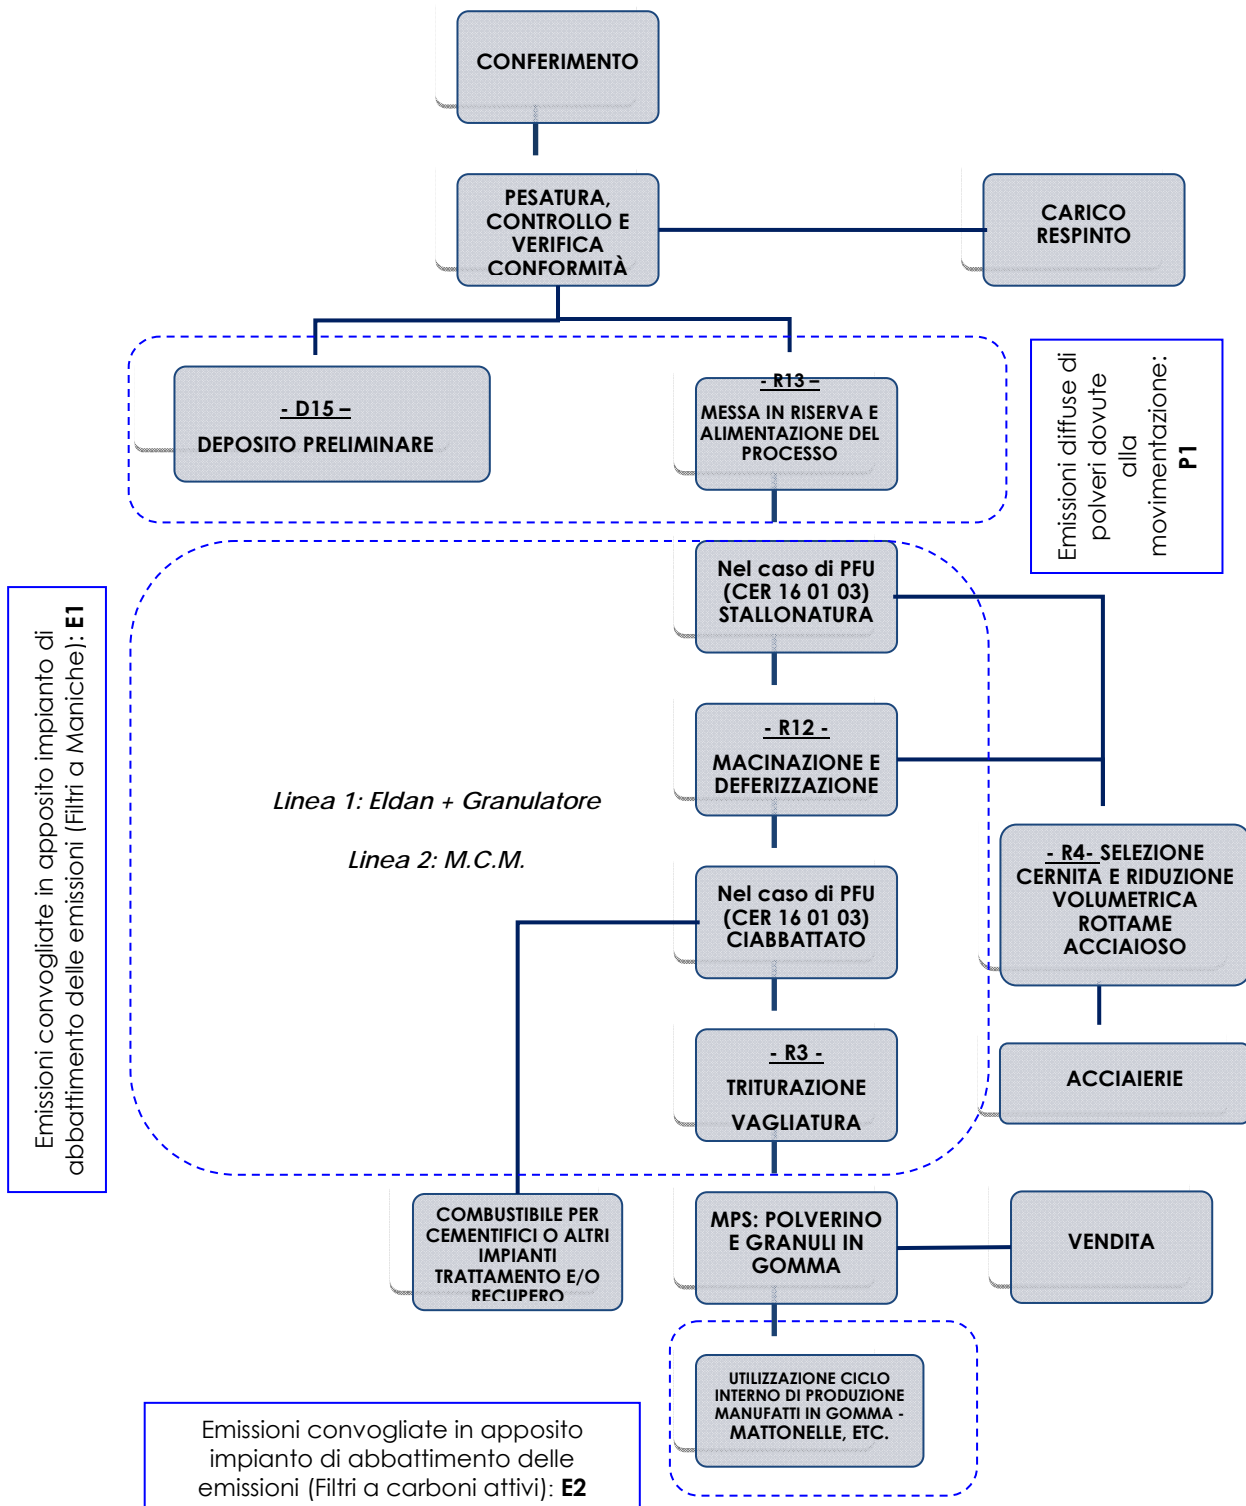 CONFERIMENTO
PESATURA,
CONTROLLO E
VERIFICA
CONFORMITÀ
CARICO
RESPINTO
- D15 –
DEPOSITO PRELIMINARE
- R13 –
MESSA IN RISERVA E
ALIMENTAZIONE DEL
PROCESSO
Emissioni diffuse di
polveri dovute
alla
movimentazione:
P1
Nel caso di PFU
(CER 16 01 03)
STALLONATURA
Emissioni convogliate in apposito impianto di
abbattimento delle emissioni (Filtri a Maniche): E1
- R12 -
MACINAZIONE E
DEFERIZZAZIONE
Linea 1: Eldan + Granulatore
Linea 2: M.C.M.
- R4- SELEZIONE
CERNITA E RIDUZIONE
VOLUMETRICA
ROTTAME
ACCIAIOSO
Nel caso di PFU
(CER 16 01 03)
CIABBATTATO
- R3 -
TRITURAZIONE
VAGLIATURA
ACCIAIERIE
COMBUSTIBILE PER
CEMENTIFICI O ALTRI
IMPIANTI
TRATTAMENTO E/O
RECUPERO
MPS: POLVERINO
E GRANULI IN
GOMMA
VENDITA
UTILIZZAZIONE CICLO
INTERNO DI PRODUZIONE
MANUFATTI IN GOMMA -
MATTONELLE, ETC.
Emissioni convogliate in apposito
impianto di abbattimento delle
emissioni (Filtri a carboni attivi): E2